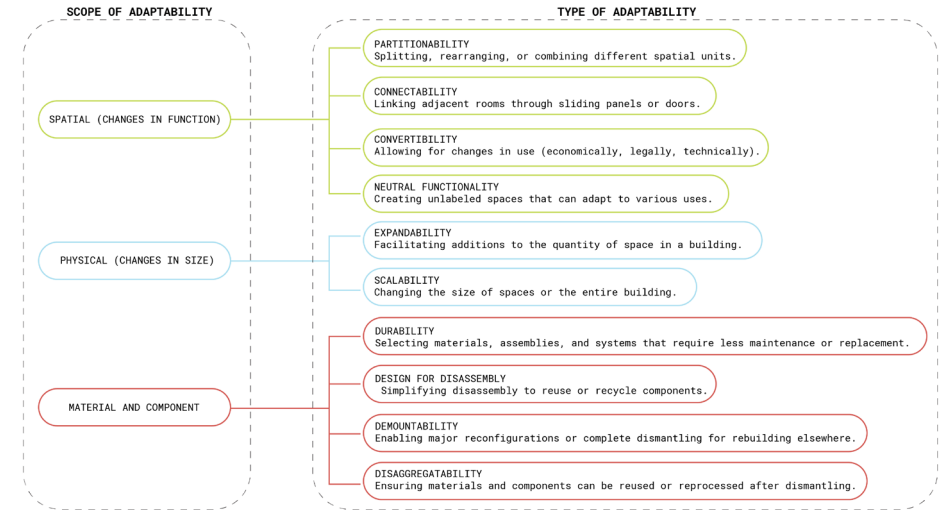 SCOPE OF ADAPTABILITY
TYPE OF ADAPTABILITY
SPATIAL (CHANGES IN FUNCTION)
PARTITIONABILITY
Splitting, rearranging, or combining different spatial units.
CONNECTABILITY
Linking adjacent rooms through sliding panels or doors.
CONVERTIBILITY
Allowing for changes in use (economically, legally, technically).
NEUTRAL FUNCTIONALITY
Creating unlabeled spaces that can adapt to various uses.
PHYSICAL (CHANGES IN SIZE)
EXPANDABILITY
Facilitating additions to the quantity of space in a building.
SCALABILITY
Changing the size of spaces or the entire building.
MATERIAL AND COMPONENT
DURABILITY
Selecting materials, assemblies, and systems that require less maintenance or replacement.
DESIGN FOR DISASSEMBLY
Simplifying disassembly to reuse or recycle components.
DEMOUNTABILITY
Enabling major reconfigurations or complete dismantling for rebuilding elsewhere.
DISAGGREGATABILITY
Ensuring materials and components can be reused or reprocessed after dismantling.